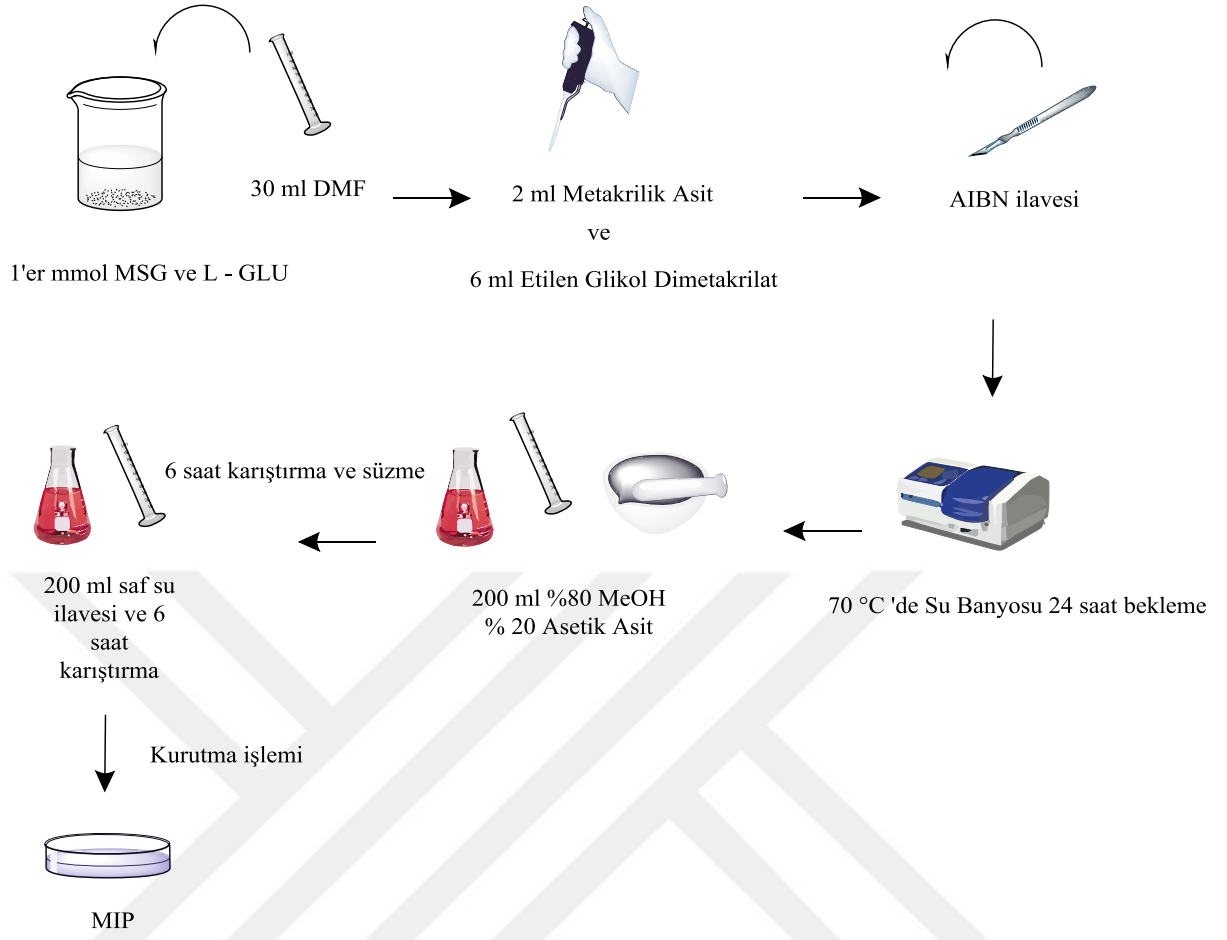 30 ml DMF
1'er mmol MSG ve L - GLU
2 ml Metakrilik Asit
ve
6 ml Etilen Glikol Dimetakrilat
AIBN ilavesi
70 °C 'de Su Banyosu 24 saat bekleme
200 ml %80 MeOH
% 20 Asetik Asit
6 saat karıştırma ve süzme
200 ml saf su
ilavesi ve 6
saat
karıştırma
Kurutma işlemi
MIP